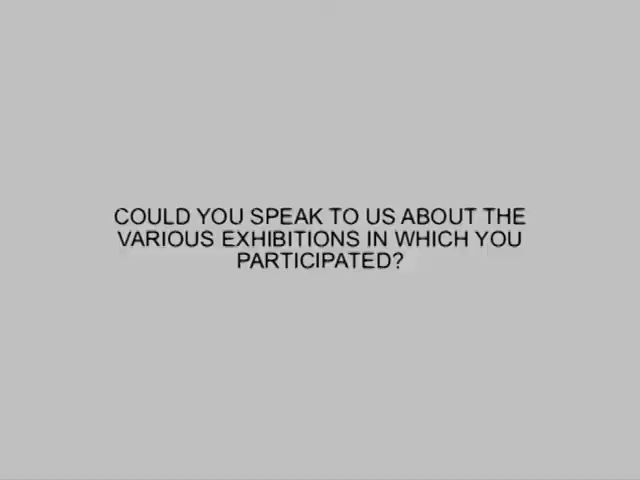 COULD YOU SPEAK TO US ABOUT THE
VARIOUS EXHIBITIONS IN WHICH YOU
PARTICIPATED?